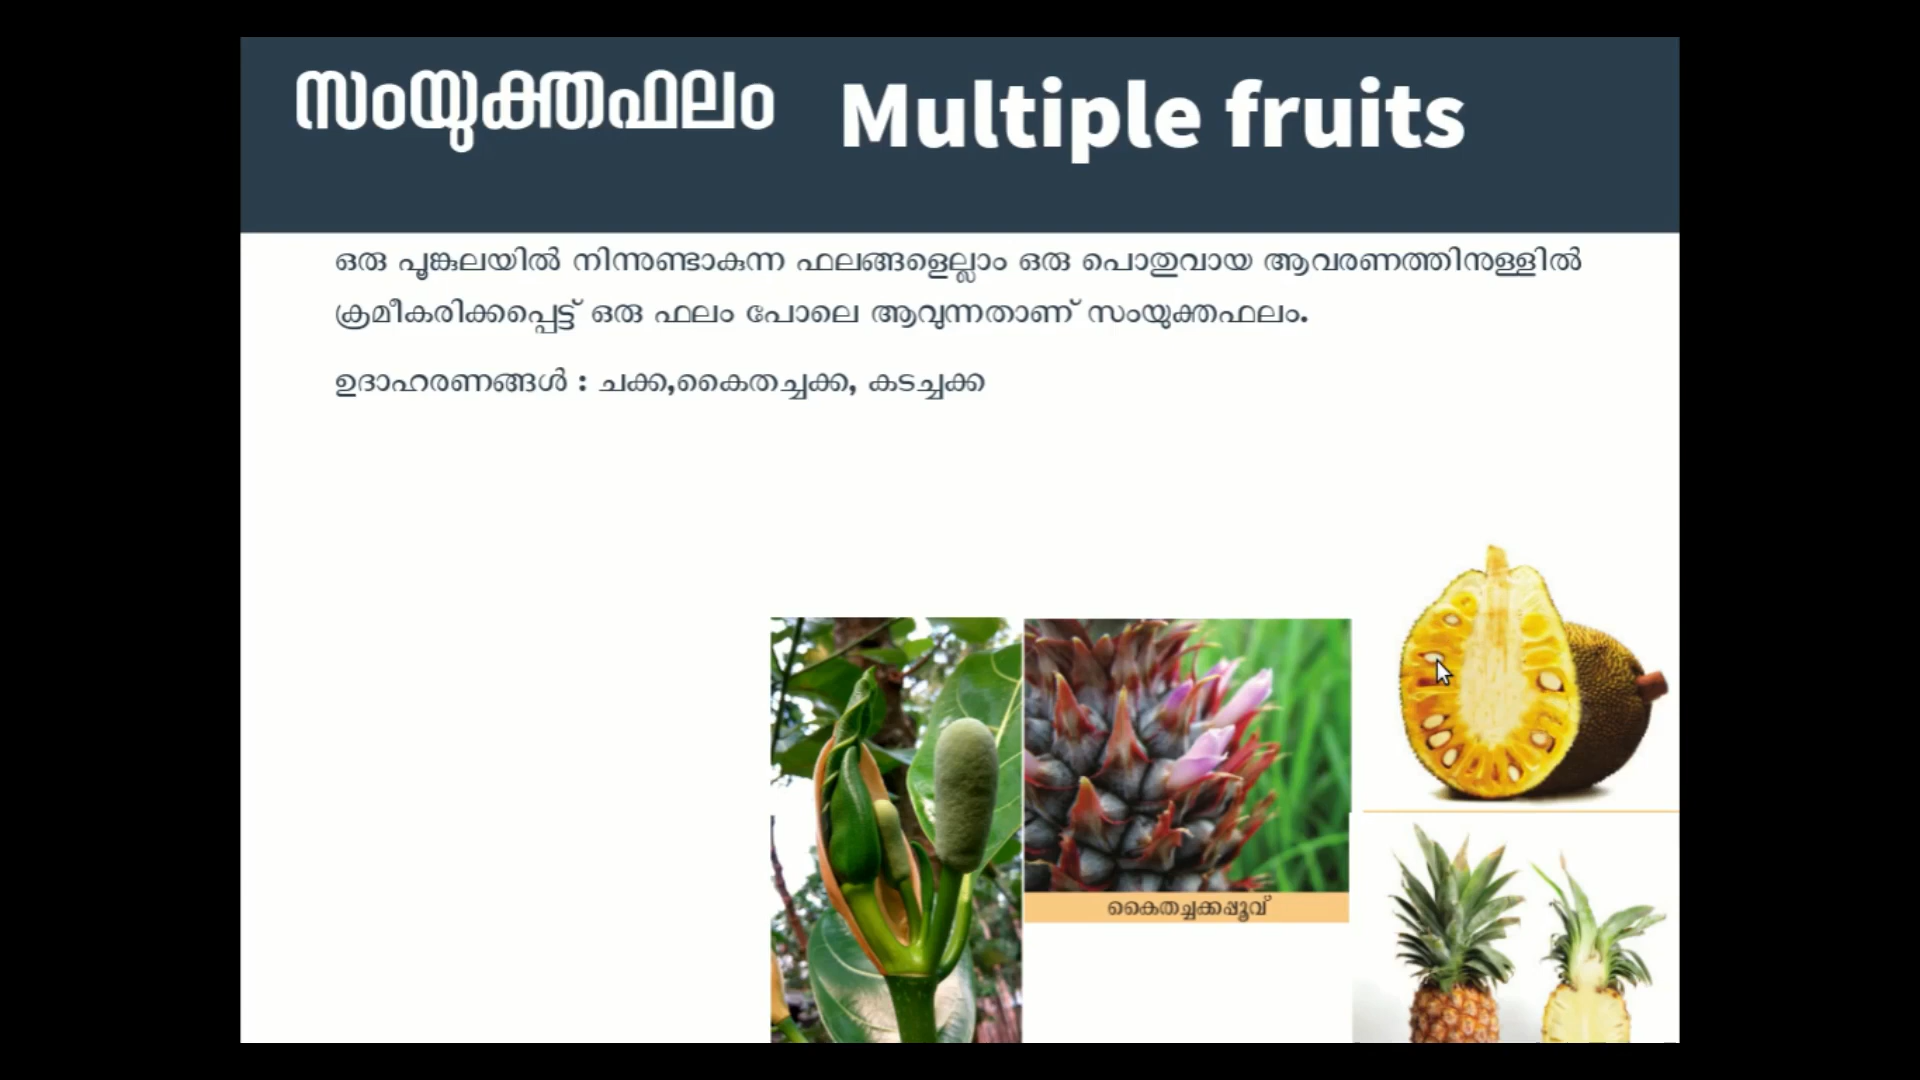 സംയുക്തഫലം Multiple fruits
ഒരു പൂങ്കുലയിൽ നിന്നുണ്ടാകുന്ന ഫലങ്ങളെല്ലാം ഒരു പൊതുവായ ആവരണത്തിനുള്ളിൽ
ക്രമീകരിക്കപ്പെട്ട് ഒരു ഫലം പോലെ ആവുന്നതാണ് സംയുക്തഫലം.
ഉദാഹരണങ്ങൾ : ചക്ക,കൈതച്ചക്ക, കടച്ചക്ക
കൈതച്ചക്കപ്പൂവ്